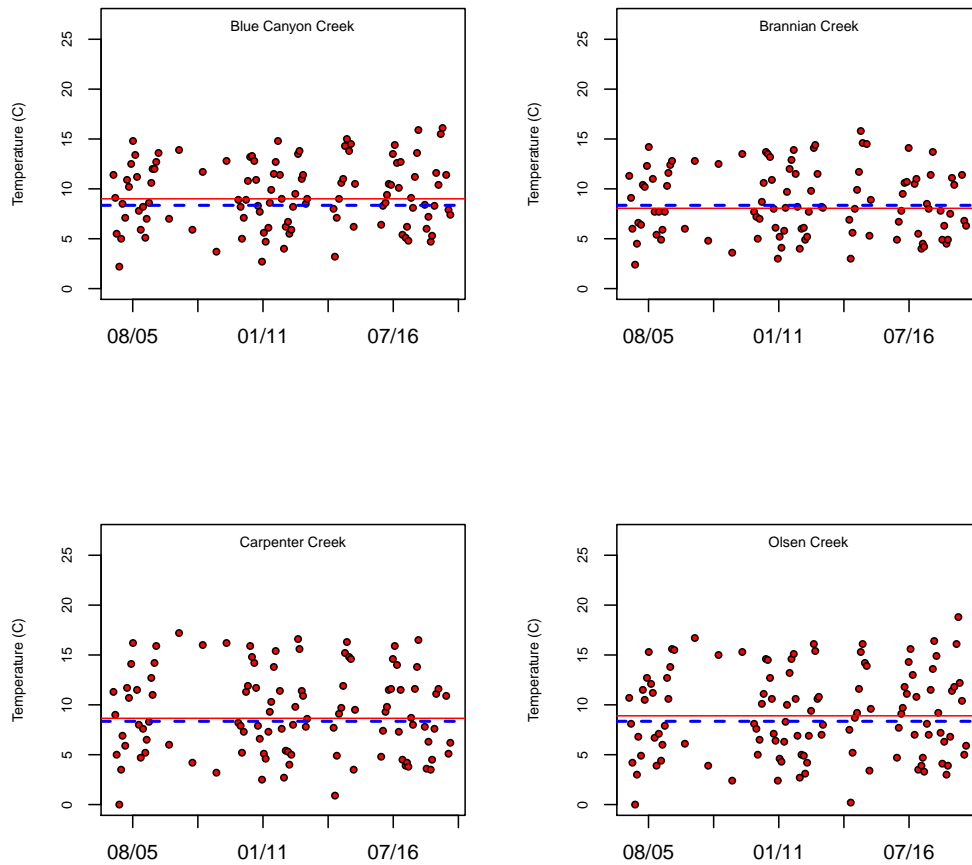 Blue Canyon Creek
Temperature (C)
0 5 10 15 20 25
08/05 01/11 07/16
Brannian Creek
Temperature (C)
0 5 10 15 20 25
08/05 01/11 07/16
Carpenter Creek
Temperature (C)
0 5 10 15 20 25
08/05 01/11 07/16
Olsen Creek
Temperature (C)
0 5 10 15 20 25
08/05 01/11 07/16